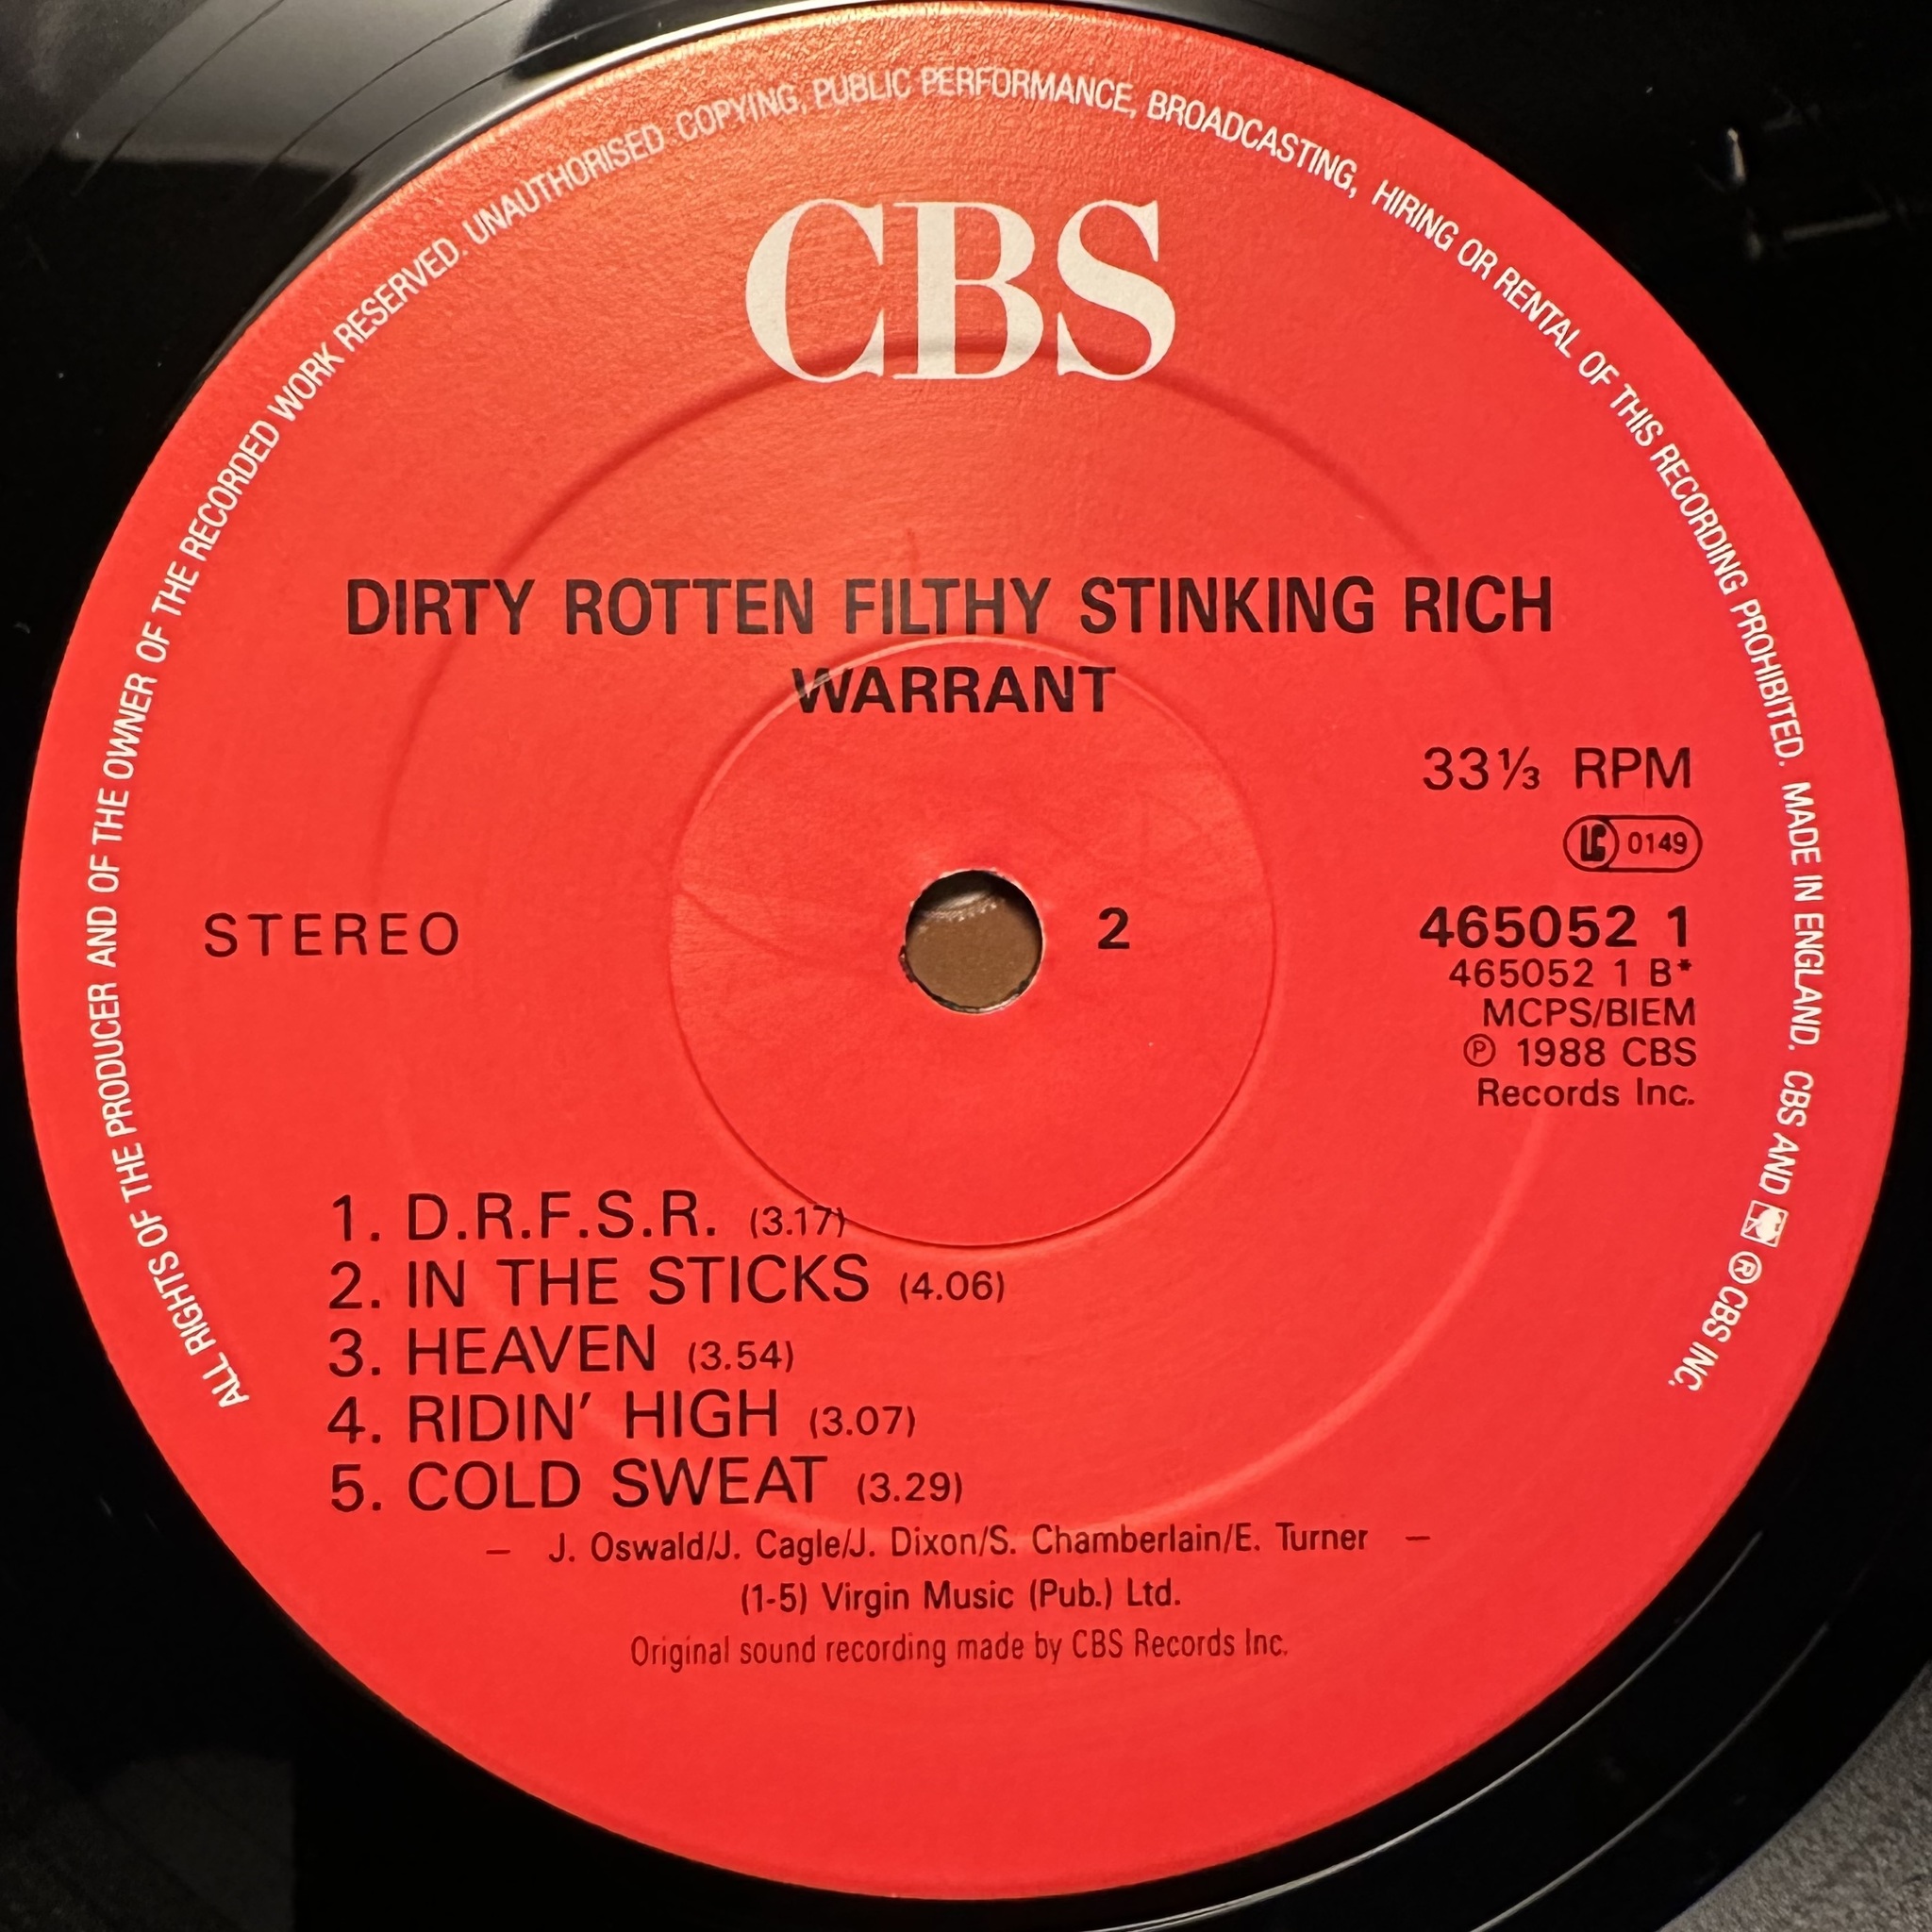 ALL RIGHTS OF THE PRODUCER AND OF THE OWNER OF THE RECORDED WORK RESERVED. UNAUTHORISED COPYING, PUBLIC PERFORMANCE, BROADCASTING, HIRING OR RENTAL OF THIS RECORDING PROHIBITED. MADE IN ENGLAND. CBS AND ® CBS INC.
CBS
DIRTY ROTTEN FILTHY STINKING RICH
WARRANT
33⅓ RPM
LC 0149
STEREO
2
465052 1
465052 1 B*
MCPS/BIEM
℗ 1988 CBS
Records Inc.
1. D.R.F.S.R. (3.17)
2. IN THE STICKS (4.06)
3. HEAVEN (3.54)
4. RIDIN' HIGH (3.07)
5. COLD SWEAT (3.29)
– J. Oswald/J. Cagle/J. Dixon/S. Chamberlain/E. Turner –
(1-5) Virgin Music (Pub.) Ltd.
Original sound recording made by CBS Records Inc.